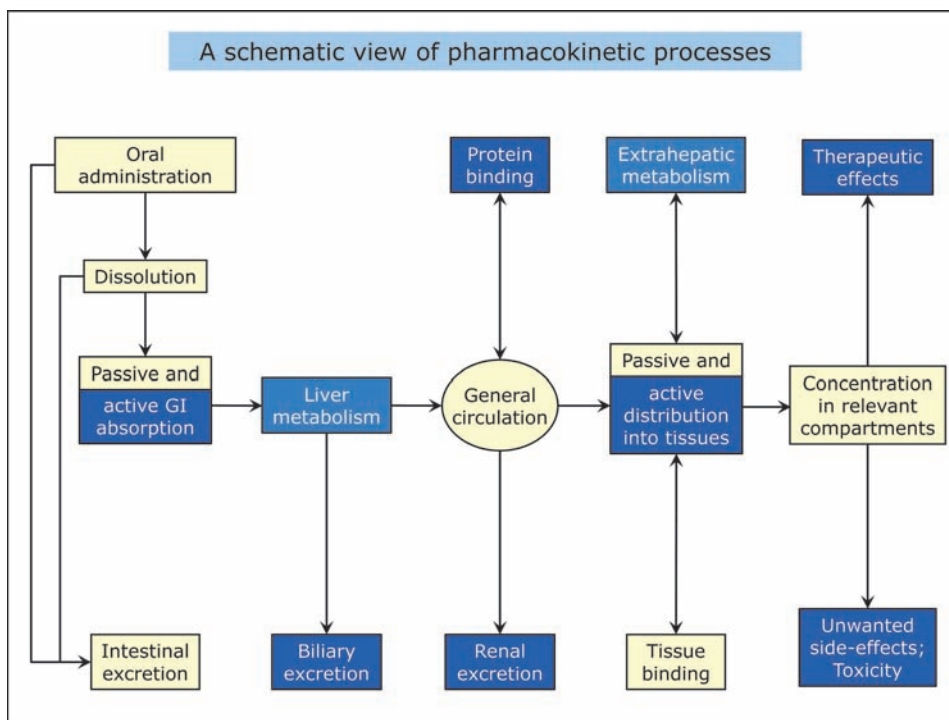 A schematic view of pharmacokinetic processes
Oral
administration
Protein
binding
Extrahepatic
metabolism
Therapeutic
effects
Dissolution
Passive and
active GI
absorption
Liver
metabolism
General
circulation
Passive and
active
distribution
into tissues
Concentration
in relevant
compartments
Intestinal
excretion
Biliary
excretion
Renal
excretion
Tissue
binding
Unwanted
side-effects;
Toxicity